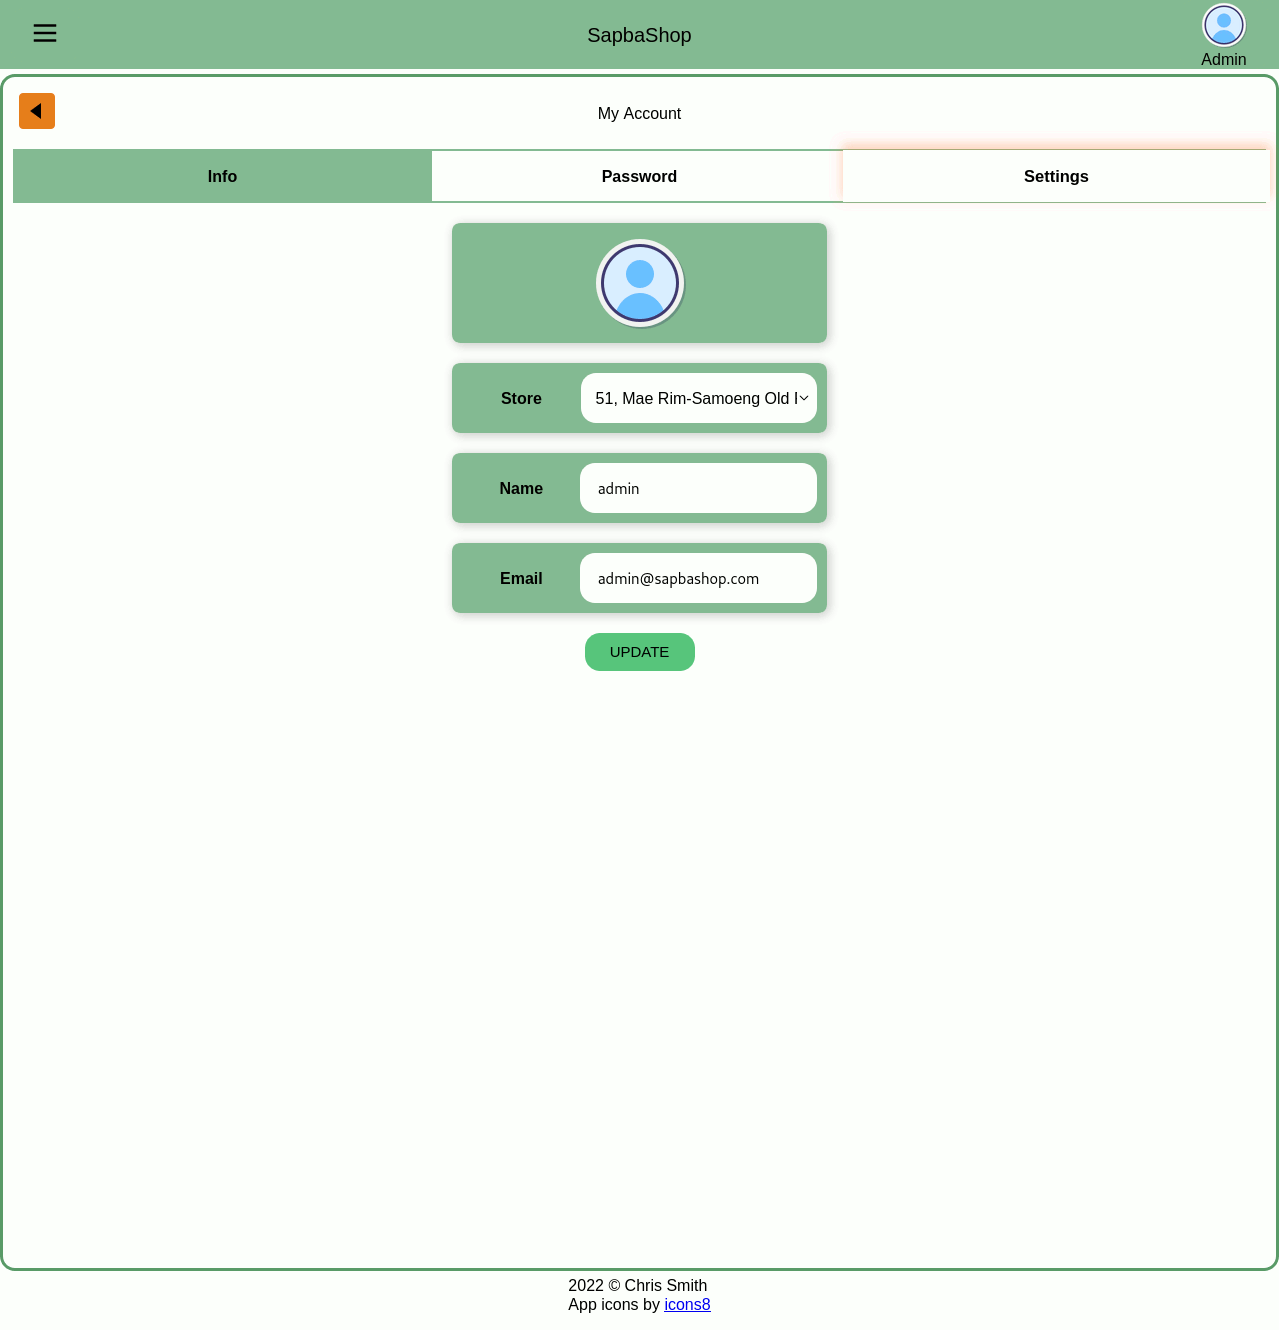 SapbaShop
Admin
My Account
Info
Password
Settings
Store
51, Mae Rim-Samoeng Old
Name
admin
Email
admin@sapbashop.com
UPDATE
2022 © Chris Smith
App icons by icons8